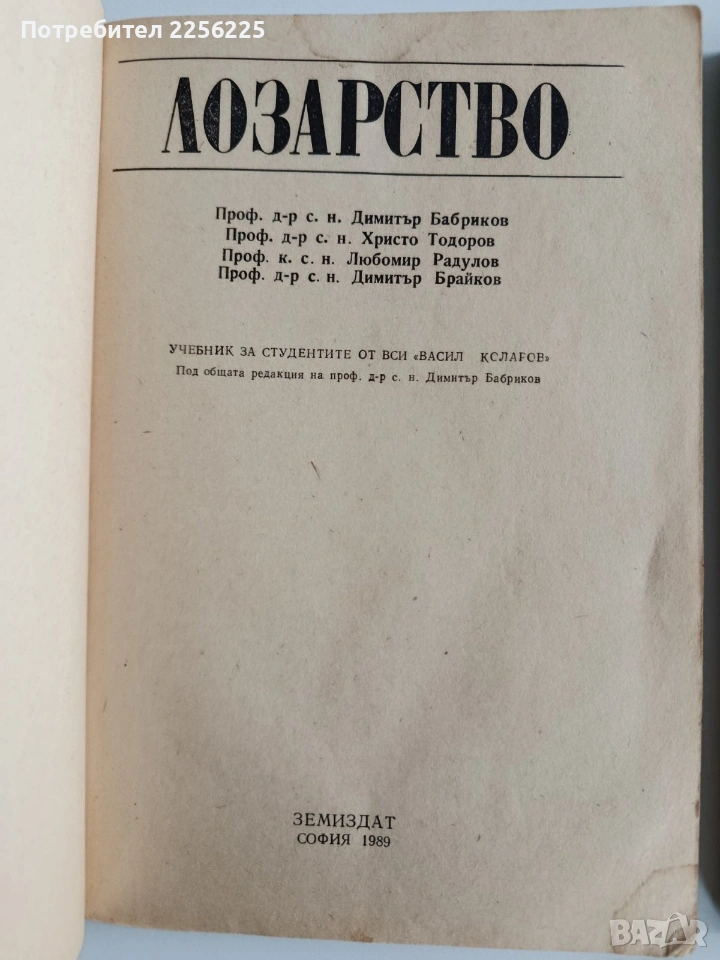 Потребител 2256225
ЛОЗАРСТВО
Проф. д-р с. н. Димитър Бабриков
Проф. д-р с. н. Христо Тодоров
Проф. к. с. н. Любомир Радулов
Проф. д-р с. н. Димитър Брайков
УЧЕБНИК ЗА СТУДЕНТИТЕ ОТ ВСИ «ВАСИЛ КОЛАРОВ»
Под общата редакция на проф. д-р с. н. Димитър Бабриков
ЗЕМИЗДАТ
СОФИЯ 1989
BAZAR